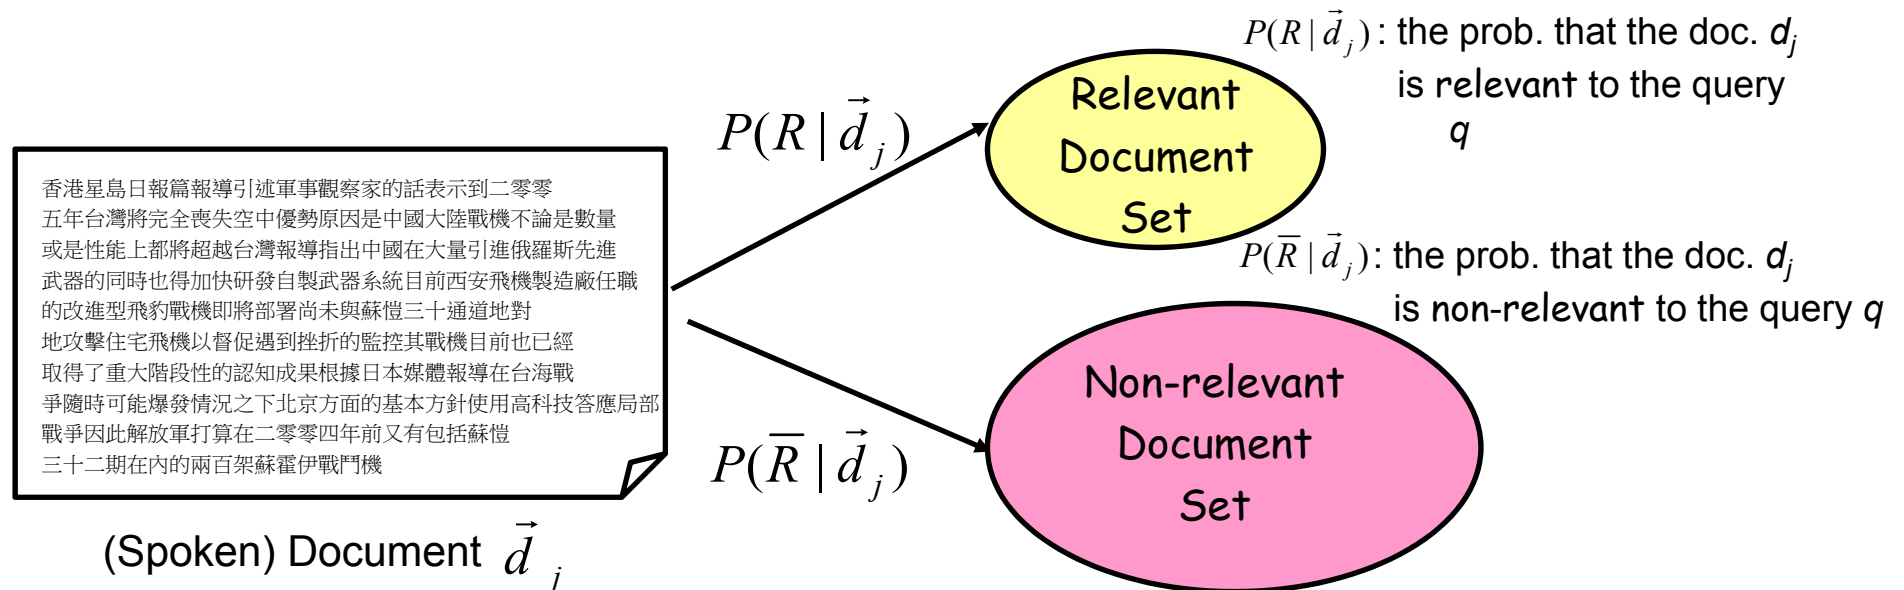 香港星島日報篇報導引述軍事觀察家的話表示到二零零
五年台灣將完全喪失空中優勢原因是中國大陸戰機不論是數量
或是性能上都將超越台灣報導指出中國在大量引進俄羅斯先進
武器的同時也得加快研發自製武器系統目前西安飛機製造廠任職
的改進型飛豹戰機即將部署尚未與蘇愷三十通道地對
地攻擊住宅飛機以督促遇到挫折的監控其戰機目前也已經
取得了重大階段性的認知成果根據日本媒體報導在台海戰
爭隨時可能爆發情況之下北京方面的基本方針使用高科技答應局部
戰爭因此解放軍打算在二零零四年前又有包括蘇愷
三十二期在內的兩百架蘇霍伊戰鬥機
(Spoken) Document $\vec{d}_j$
$P(R \mid \vec{d}_j)$
$P(\overline{R} \mid \vec{d}_j)$
Relevant
Document
Set
Non-relevant
Document
Set
$P(R \mid \vec{d}_j)$ : the prob. that the doc. $d_j$
is relevant to the query
q
$P(\overline{R} \mid \vec{d}_j)$ : the prob. that the doc. $d_j$
is non-relevant to the query q